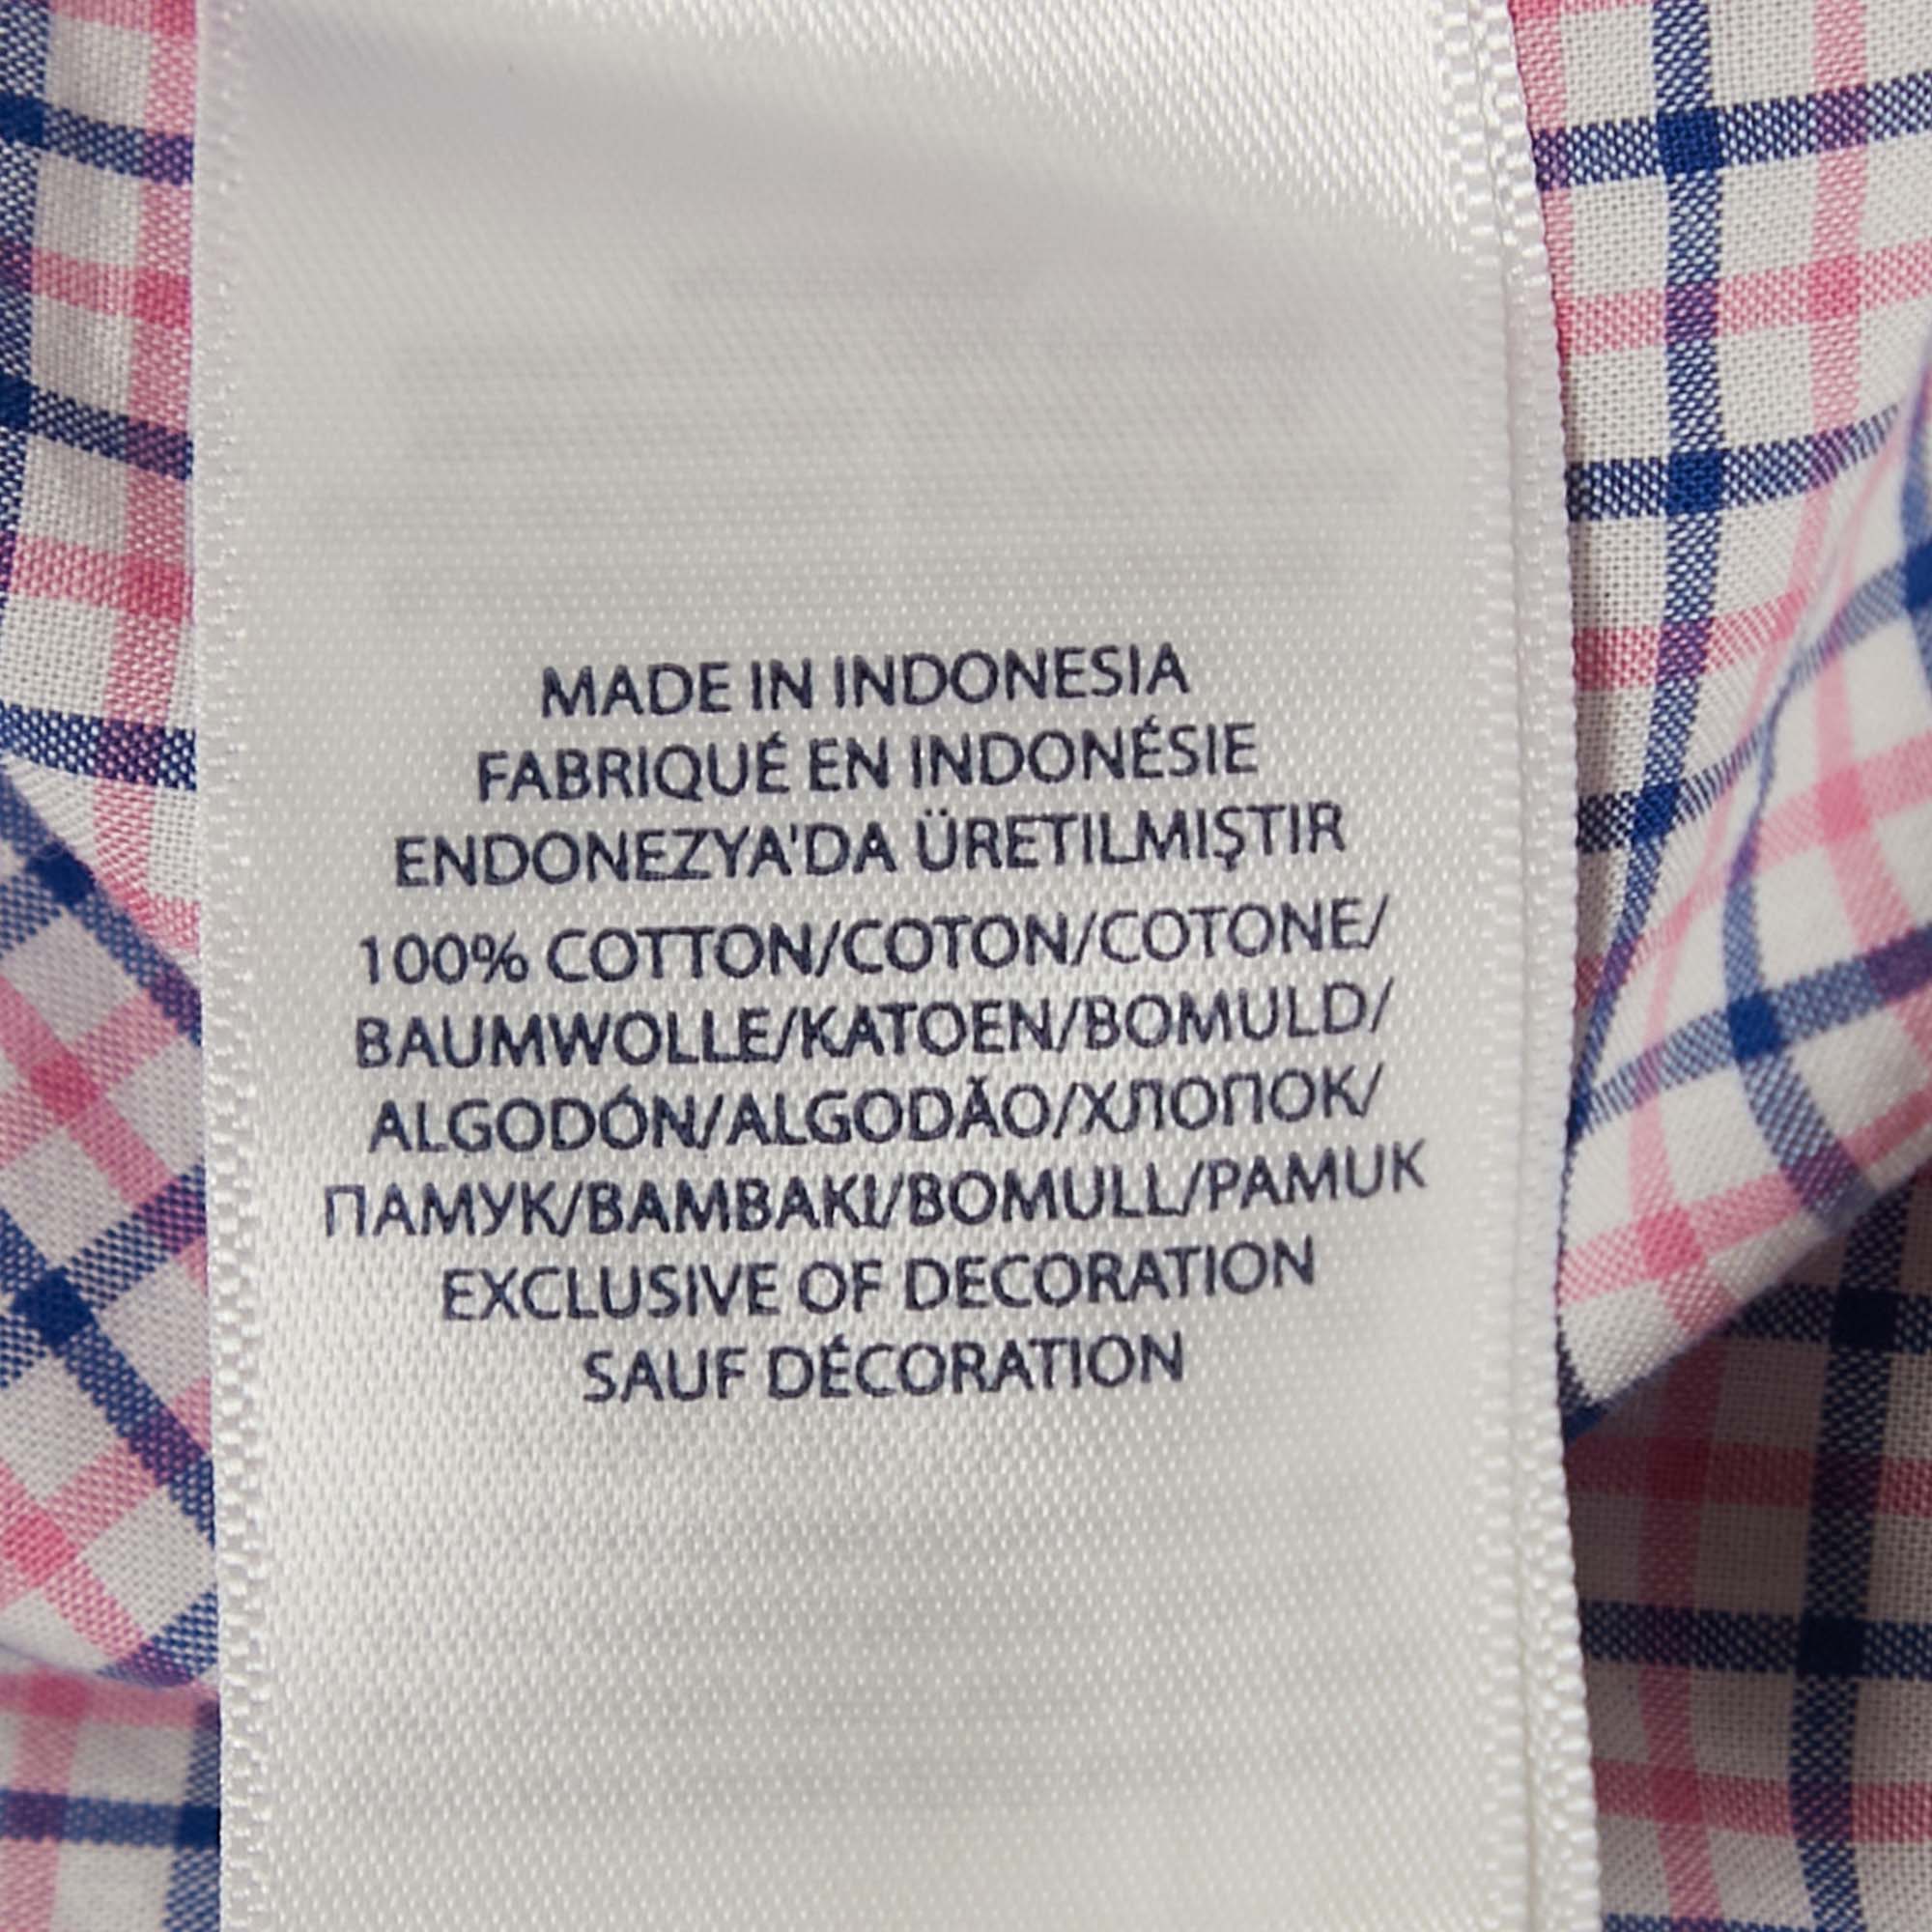 MADE IN INDONESIA
FABRIQUÉ EN INDONÉSIE
ENDONEZYA'DA ÜRETILMIŞTIR
100% COTTON/COTON/COTONE/
BAUMWOLLE/KATOEN/BOMULD/
ALGODÓN/ALGODÃO/ХЛОПОК/
ПАМУК/BAMBAKI/BOMULL/PAMUK
EXCLUSIVE OF DECORATION
SAUF DÉCORATION